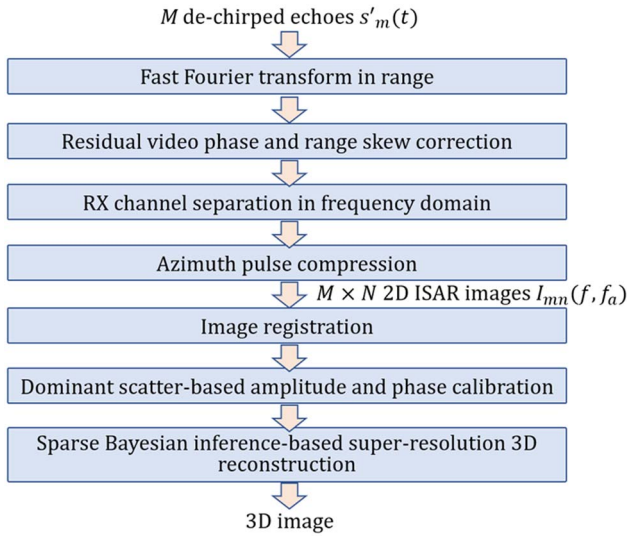 M de-chirped echoes s′ₘ(t)
Fast Fourier transform in range
Residual video phase and range skew correction
RX channel separation in frequency domain
Azimuth pulse compression
M × N 2D ISAR images Iₘₙ(f, fₐ)
Image registration
Dominant scatter-based amplitude and phase calibration
Sparse Bayesian inference-based super-resolution 3D
reconstruction
3D image